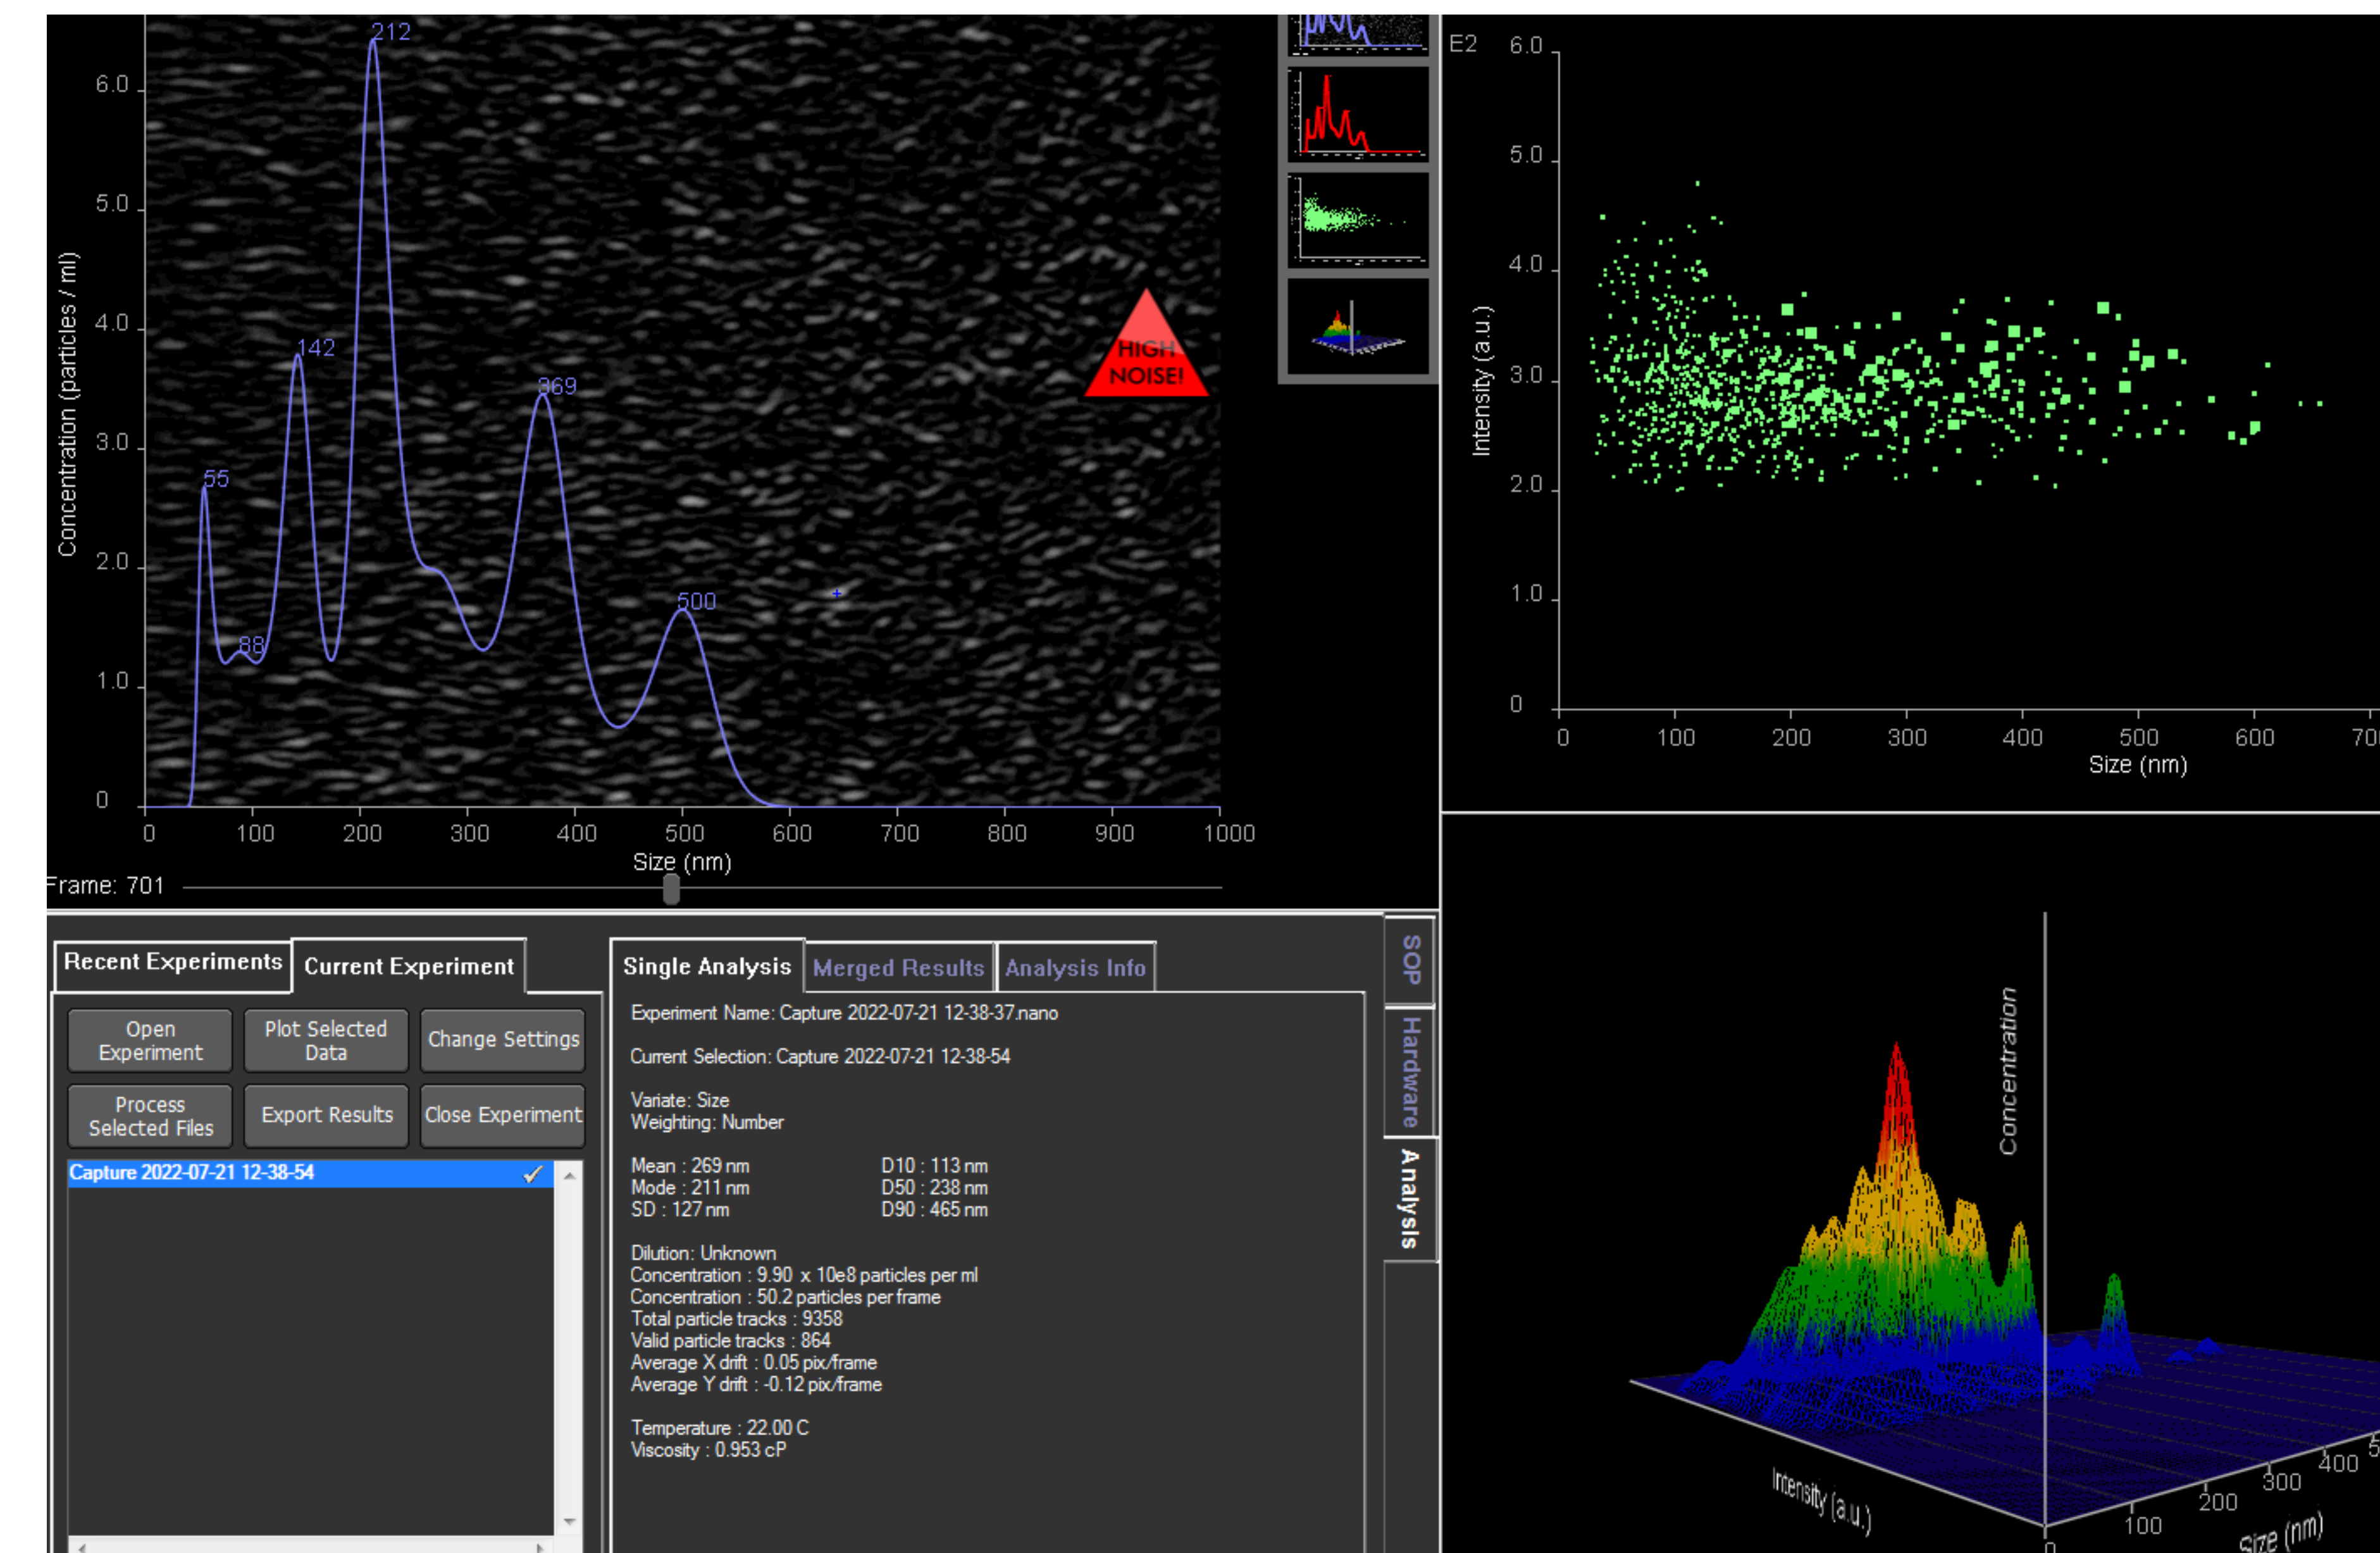 212
6.0
5.0
4.0
3.0
2.0
1.0
0
Concentration (particles / ml)
142
369
55
88
500
HIGH
NOISE!
0 100 200 300 400 500 600 700 800 900 1000
Size (nm)
Frame: 701
E2
6.0
5.0
4.0
3.0
2.0
1.0
0
Intensity (a.u.)
0 100 200 300 400 500 600
Size (nm)
Recent Experiments
Current Experiment
Open
Experiment
Plot Selected
Data
Change Settings
Process
Selected Files
Export Results
Close Experiment
Capture 2022-07-21 12-38-54
Single Analysis
Merged Results
Analysis Info
Experiment Name: Capture 2022-07-21 12-38-37.nano
Current Selection: Capture 2022-07-21 12-38-54
Variate: Size
Weighting: Number
Mean : 269 nm D10 : 113 nm
Mode : 211 nm D50 : 238 nm
SD : 127 nm D90 : 465 nm
Dilution: Unknown
Concentration : 9.90 x 10e8 particles per ml
Concentration : 50.2 particles per frame
Total particle tracks : 9358
Valid particle tracks : 864
Average X drift : 0.05 pix/frame
Average Y drift : -0.12 pix/frame
Temperature : 22.00 C
Viscosity : 0.953 cP
SOP
Hardware
Analysis
Concentration
Intensity (a.u.)
0 100 200 300 400
Size (nm)